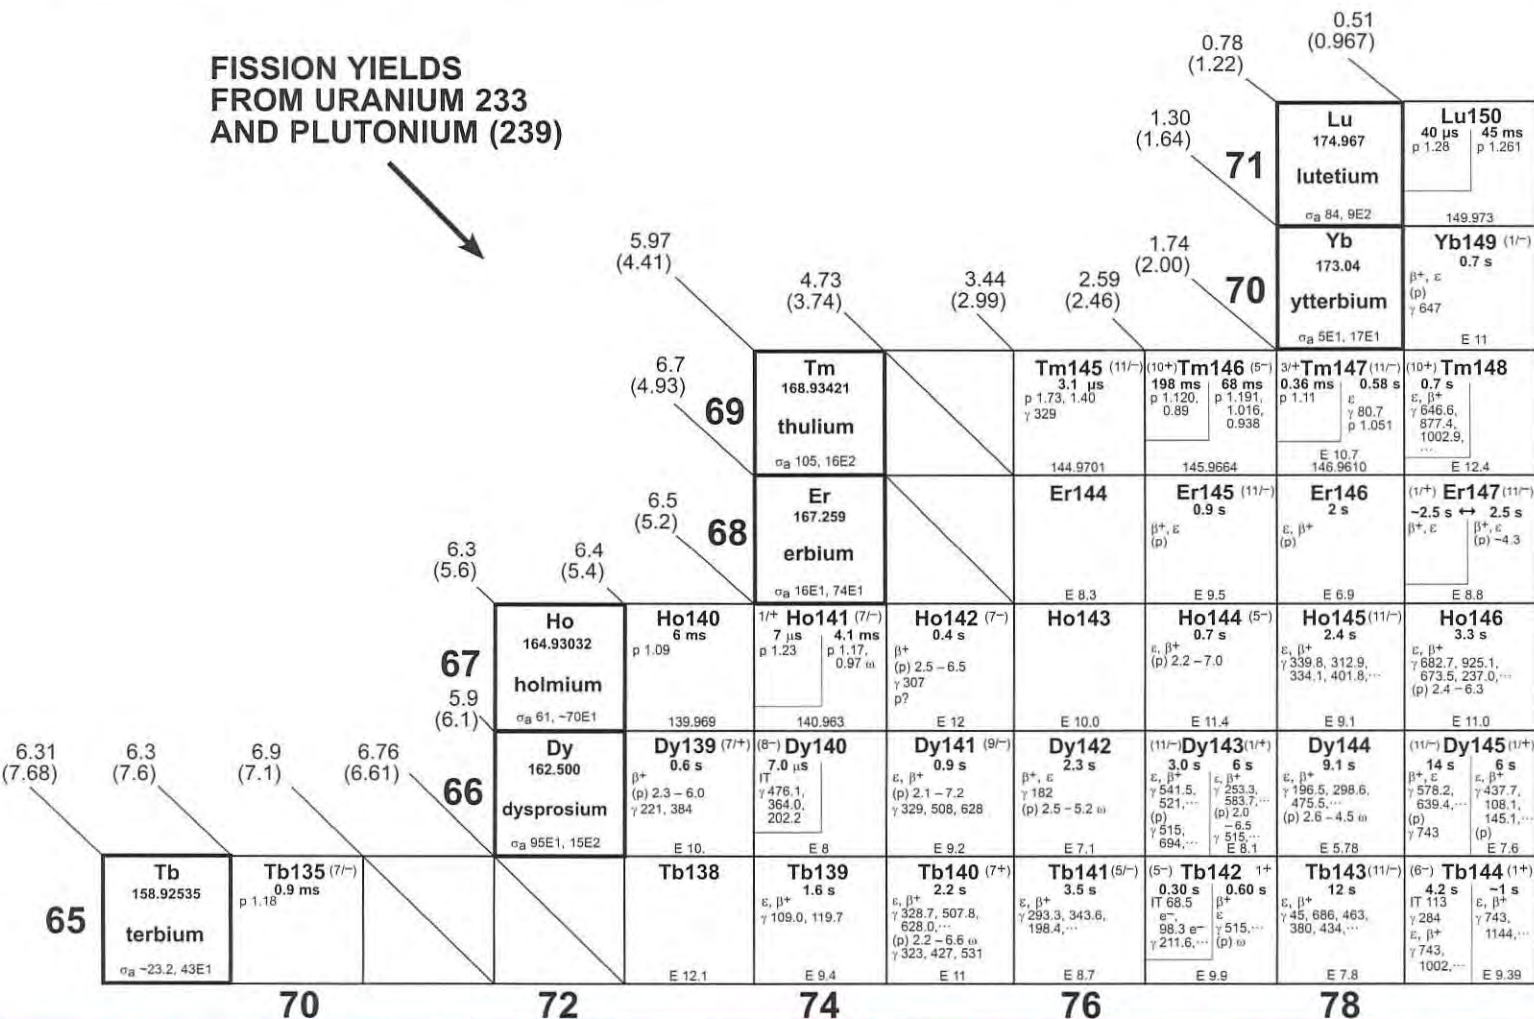 0.51
(0.967)
0.78
(1.22)
FISSION YIELDS
FROM URANIUM 233
AND PLUTONIUM (239)
1.30
(1.64)
71
Lu
174.967
lutetium
σa 84, 9E2
Lu150
40 µs 45 ms
p 1.28 p 1.261
149.973
5.97
(4.41)
4.73
(3.74)
3.44
(2.99)
2.59
(2.46)
1.74
(2.00)
70
Yb
173.04
ytterbium
σa 5E1, 17E1
Yb149 (1/−)
0.7 s
β+, ε
(p)
γ 647
E 11
6.7
(4.93)
69
Tm
168.93421
thulium
σa 105, 16E2
Tm145 (11/−)
3.1 µs
p 1.73, 1.40
γ 329
144.9701
(10+) Tm146 (5−)
198 ms 68 ms
p 1.120, p 1.191,
0.89 1.016,
0.938
145.9664
3/+ Tm147 (11/−)
0.36 ms 0.58 s
p 1.11 ε
γ 80.7
p 1.051
E 10.7
146.9610
(10+) Tm148
0.7 s
ε, β+
γ 646.6,
877.4,
1002.9,
...
E 12.4
6.5
(5.2)
68
Er
167.259
erbium
σa 16E1, 74E1
Er144
E 8.3
Er145 (11/−)
0.9 s
β+, ε
(p)
E 9.5
Er146
2 s
ε, β+
(p)
E 6.9
(1/+) Er147 (11/−)
~2.5 s ↔ 2.5 s
β+, ε β+, ε
(p) ~4.3
E 8.8
6.3
(5.6)
6.4
(5.4)
67
Ho
164.93032
holmium
σa 61, ~70E1
Ho140
6 ms
p 1.09
139.969
1/+ Ho141 (7/−)
7 µs 4.1 ms
p 1.23 p 1.17,
0.97 ω
140.963
Ho142 (7−)
0.4 s
β+
(p) 2.5 – 6.5
γ 307
p?
E 12
Ho143
E 10.0
Ho144 (5−)
0.7 s
ε, β+
(p) 2.2 – 7.0
E 11.4
Ho145 (11/−)
2.4 s
ε, β+
γ 339.8, 312.9,
334.1, 401.8,...
E 9.1
Ho146
3.3 s
ε, β+
γ 682.7, 925.1,
673.5, 237.0,...
(p) 2.4 – 6.3
E 11.0
5.9
(6.1)
6.31
(7.68)
6.3
(7.6)
6.9
(7.1)
6.76
(6.61)
66
Dy
162.500
dysprosium
σa 95E1, 15E2
Dy139 (7/+)
0.6 s
β+
(p) 2.3 – 6.0
γ 221, 384
E 10.
(8−) Dy140
7.0 µs
IT
γ 476.1,
364.0,
202.2
E 8
Dy141 (9/−)
0.9 s
ε, β+
(p) 2.1 – 7.2
γ 329, 508, 628
E 9.2
Dy142
2.3 s
β+, ε
γ 182
(p) 2.5 – 5.2 ω
E 7.1
(11/−) Dy143 (1/+)
3.0 s 6 s
ε, β+ ε, β+
γ 541.5, γ 253.3,
521,... 583.7,...
(p) (p) 2.0
γ 515, – 6.5
694,... γ 515,...
E 8.1
Dy144
9.1 s
ε, β+
γ 196.5, 298.6,
475.5,...
(p) 2.6 – 4.5 ω
E 5.78
(11/−) Dy145 (1/+)
14 s 6 s
β+, ε ε, β+
γ 578.2, γ 437.7,
639.4,... 108.1,
(p) 145.1,...
γ 743 (p)
E 7.6
65
Tb
158.92535
terbium
σa ~23.2, 43E1
Tb135 (7/−)
0.9 ms
p 1.18
Tb138
E 12.1
Tb139
1.6 s
ε, β+
γ 109.0, 119.7
E 9.4
Tb140 (7+)
2.2 s
ε, β+
γ 328.7, 507.8,
628.0,...
(p) 2.2 – 6.6 ω
γ 323, 427, 531
E 11
Tb141 (5/−)
3.5 s
ε, β+
γ 293.3, 343.6,
198.4,...
E 8.7
(5−) Tb142 1+
0.30 s 0.60 s
IT 68.5 β+
e−, ε
98.3 e− γ 515,...
γ 211.6,... (p) ω
E 9.9
Tb143 (11/−)
12 s
ε, β+
γ 45, 686, 463,
380, 434,...
E 7.8
(6−) Tb144 (1+)
4.2 s ~1 s
IT 113 ε, β+
γ 284 γ 743,
ε, β+ 1144,...
γ 743,
1002,...
E 9.39
70 72 74 76 78